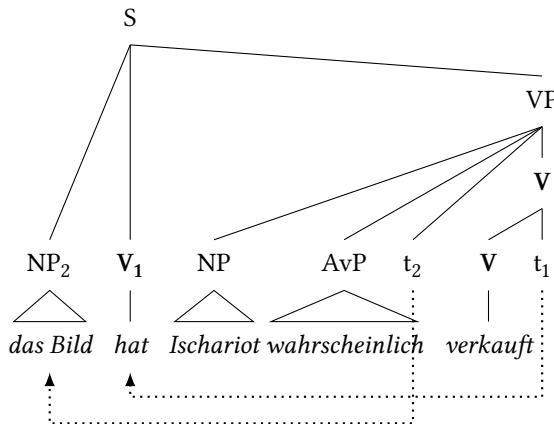 S
VP
V
NP₂ V₁ NP AvP t₂ V t₁
das Bild hat Ischariot wahrscheinlich verkauft